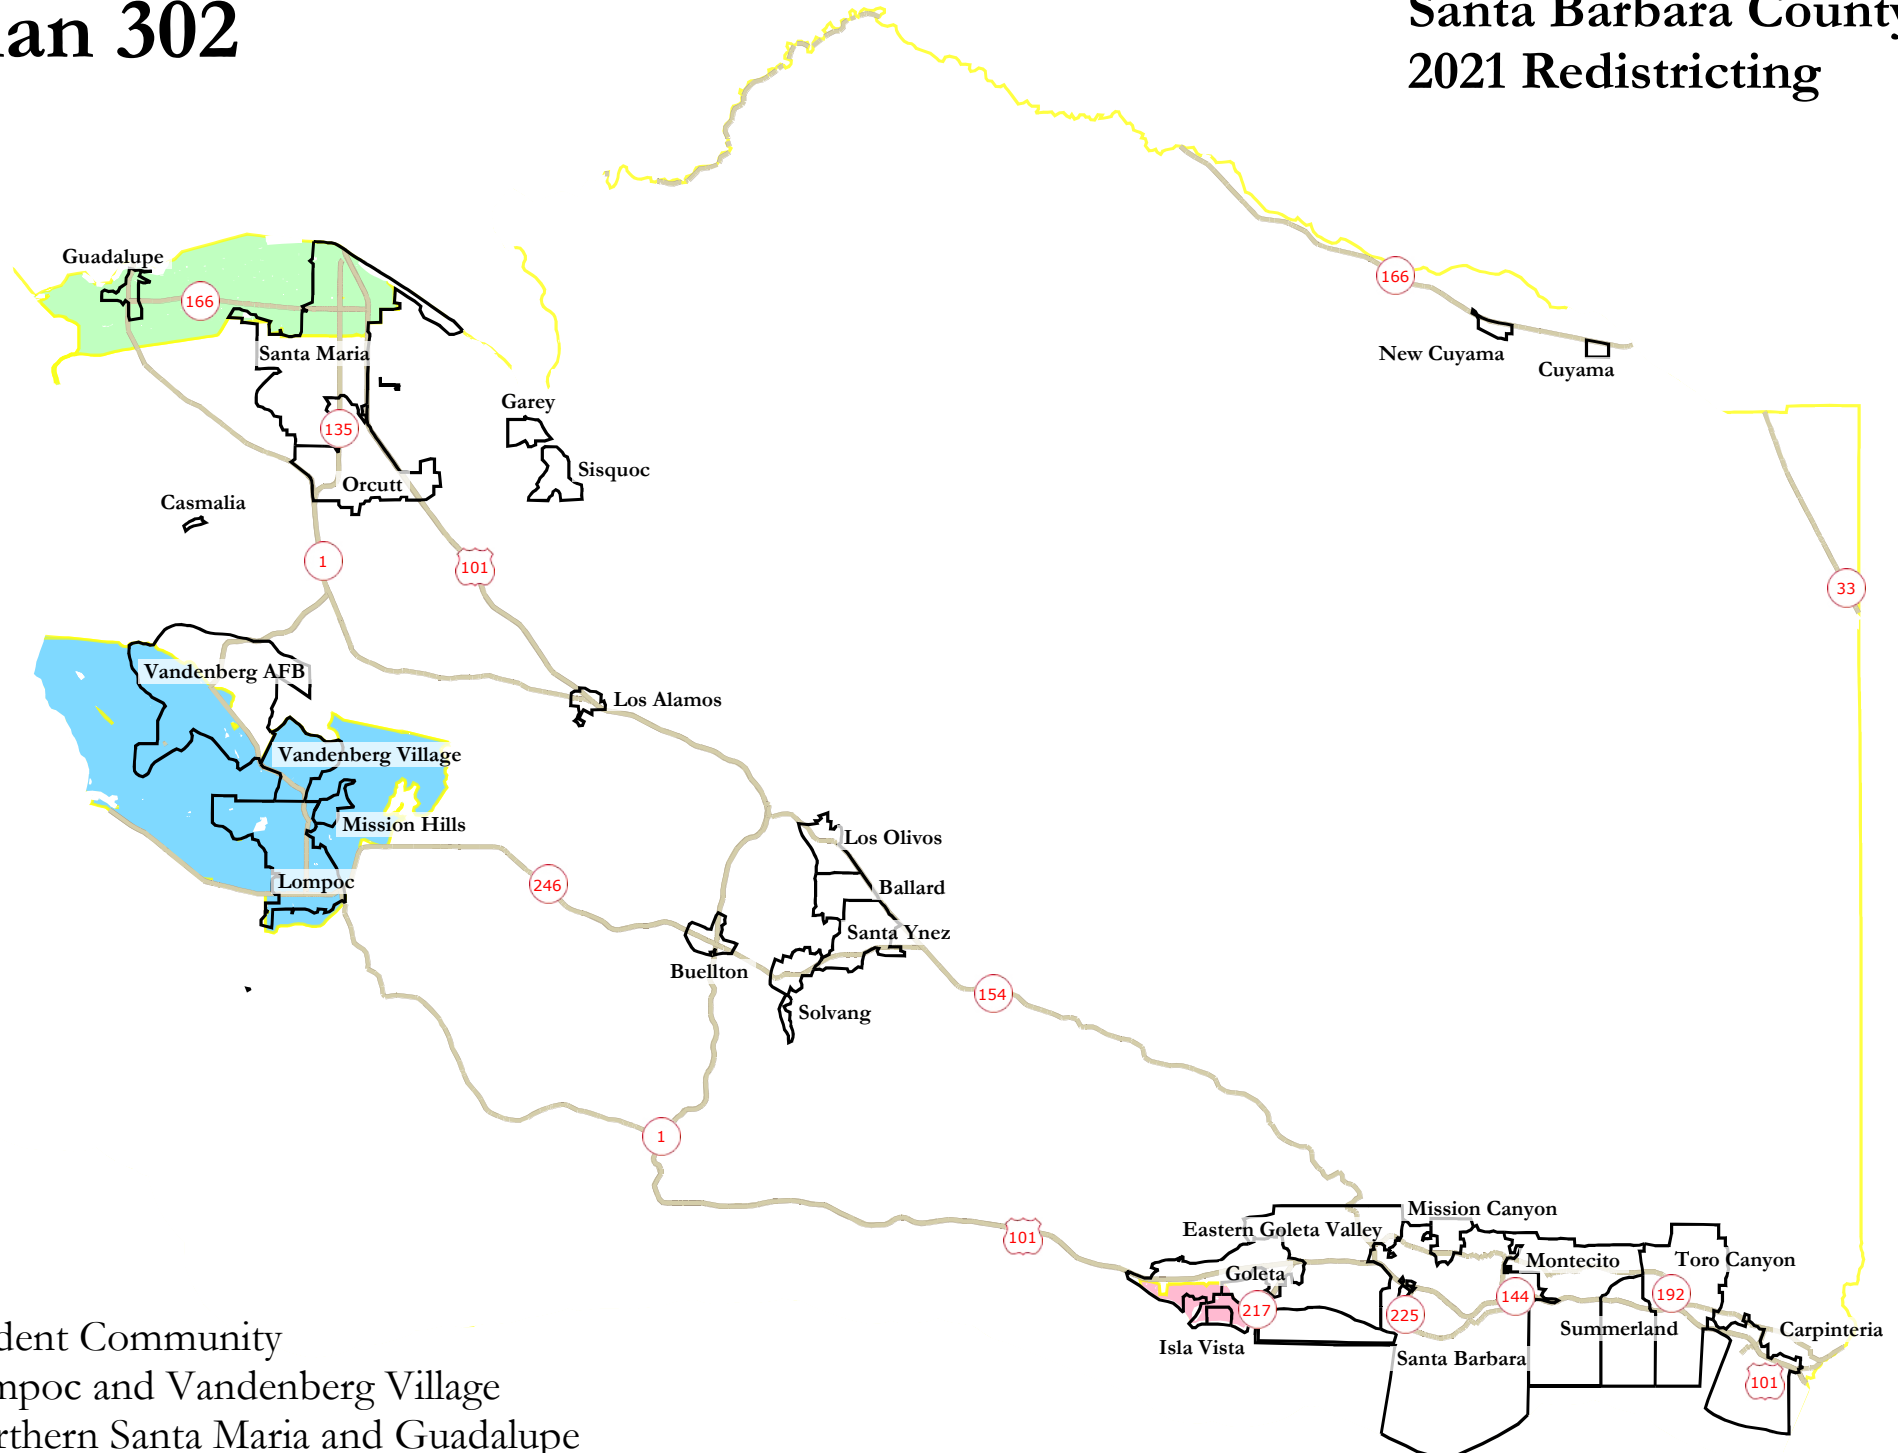 an 302
Santa Barbara County
2021 Redistricting
Guadalupe
166
Santa Maria
135
Orcutt
Casmalia
Garey
Sisquoc
166
New Cuyama
Cuyama
33
1
101
Vandenberg AFB
Los Alamos
Vandenberg Village
Mission Hills
Lompoc
246
Los Olivos
Ballard
Santa Ynez
Buellton
Solvang
154
1
101
Eastern Goleta Valley
Mission Canyon
Goleta
Montecito
Toro Canyon
217
225
144
192
Isla Vista
Summerland
Santa Barbara
Carpinteria
101
dent Community
mpoc and Vandenberg Village
rthern Santa Maria and Guadalupe